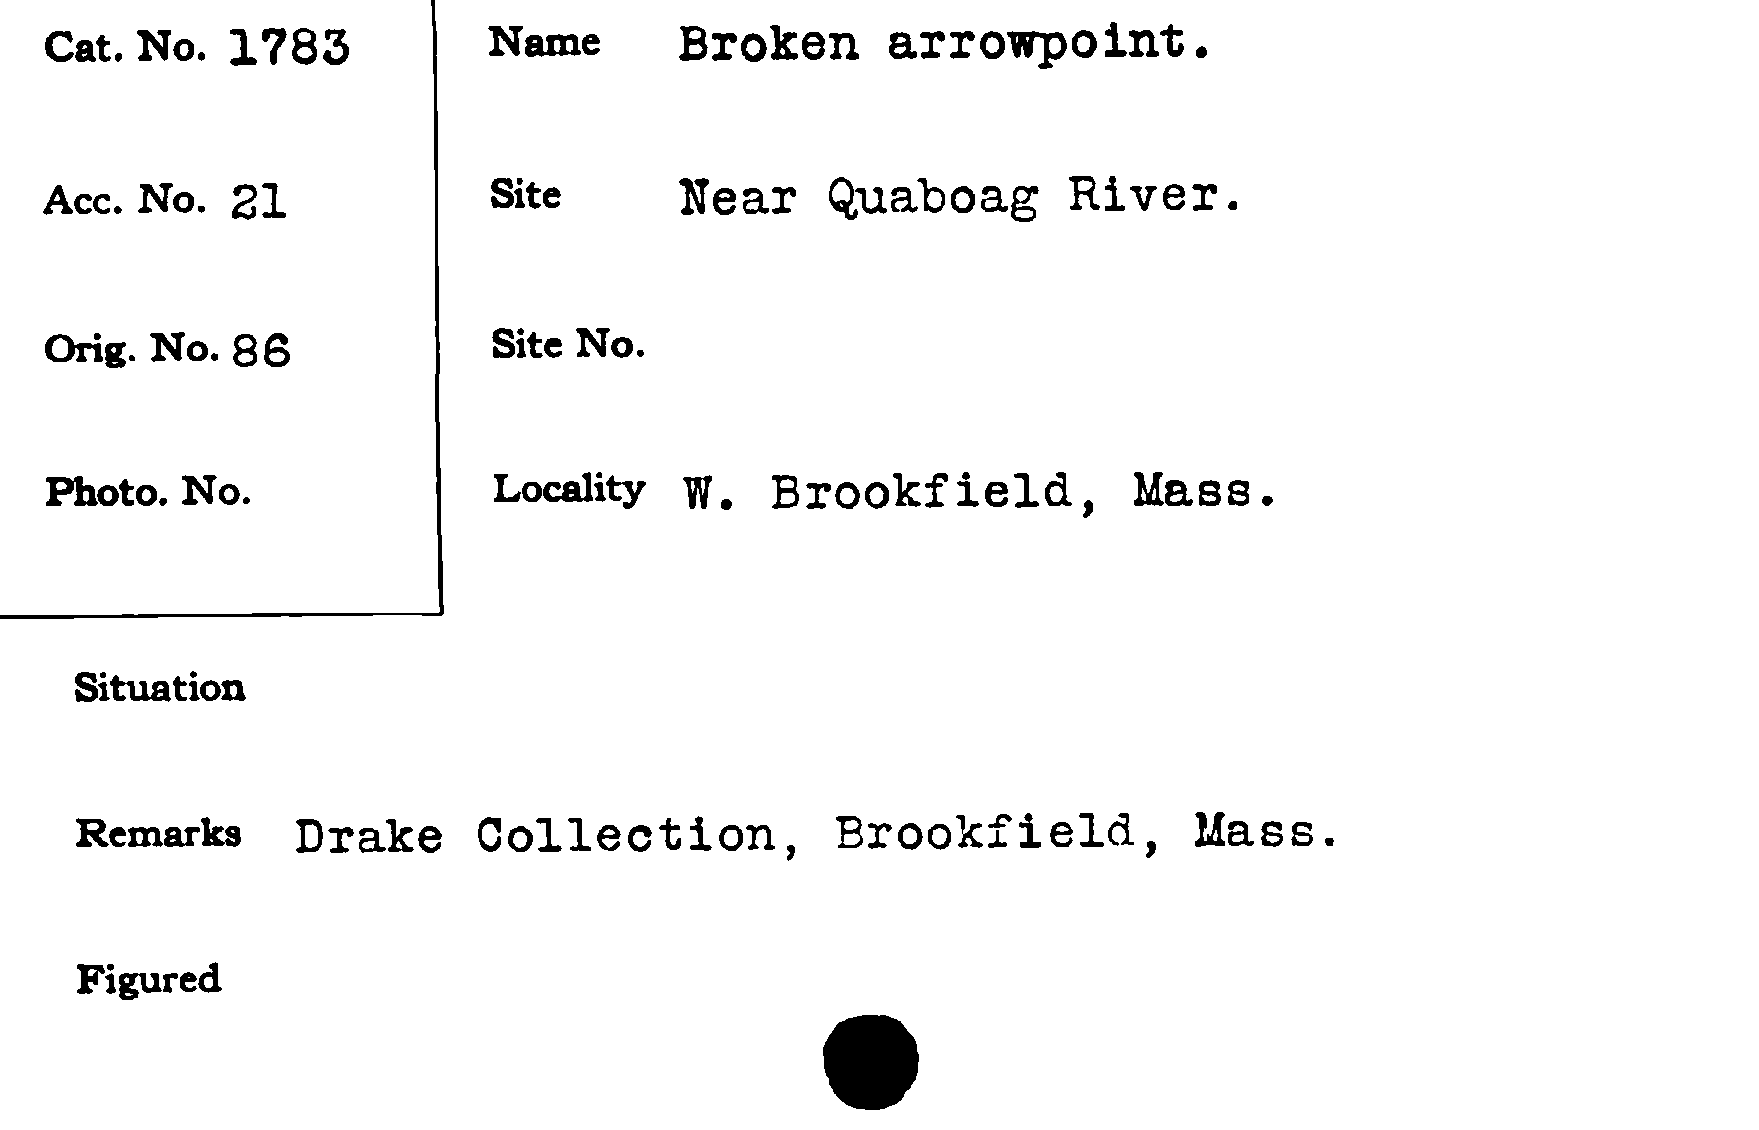 Cat. No. 1783
Acc. No. 21
Orig. No. 86
Photo. No.
Name Broken arrowpoint.
Site Near Quaboag River.
Site No.
Locality W. Brookfield, Mass.
Situation
Remarks Drake Collection, Brookfield, Mass.
Figured